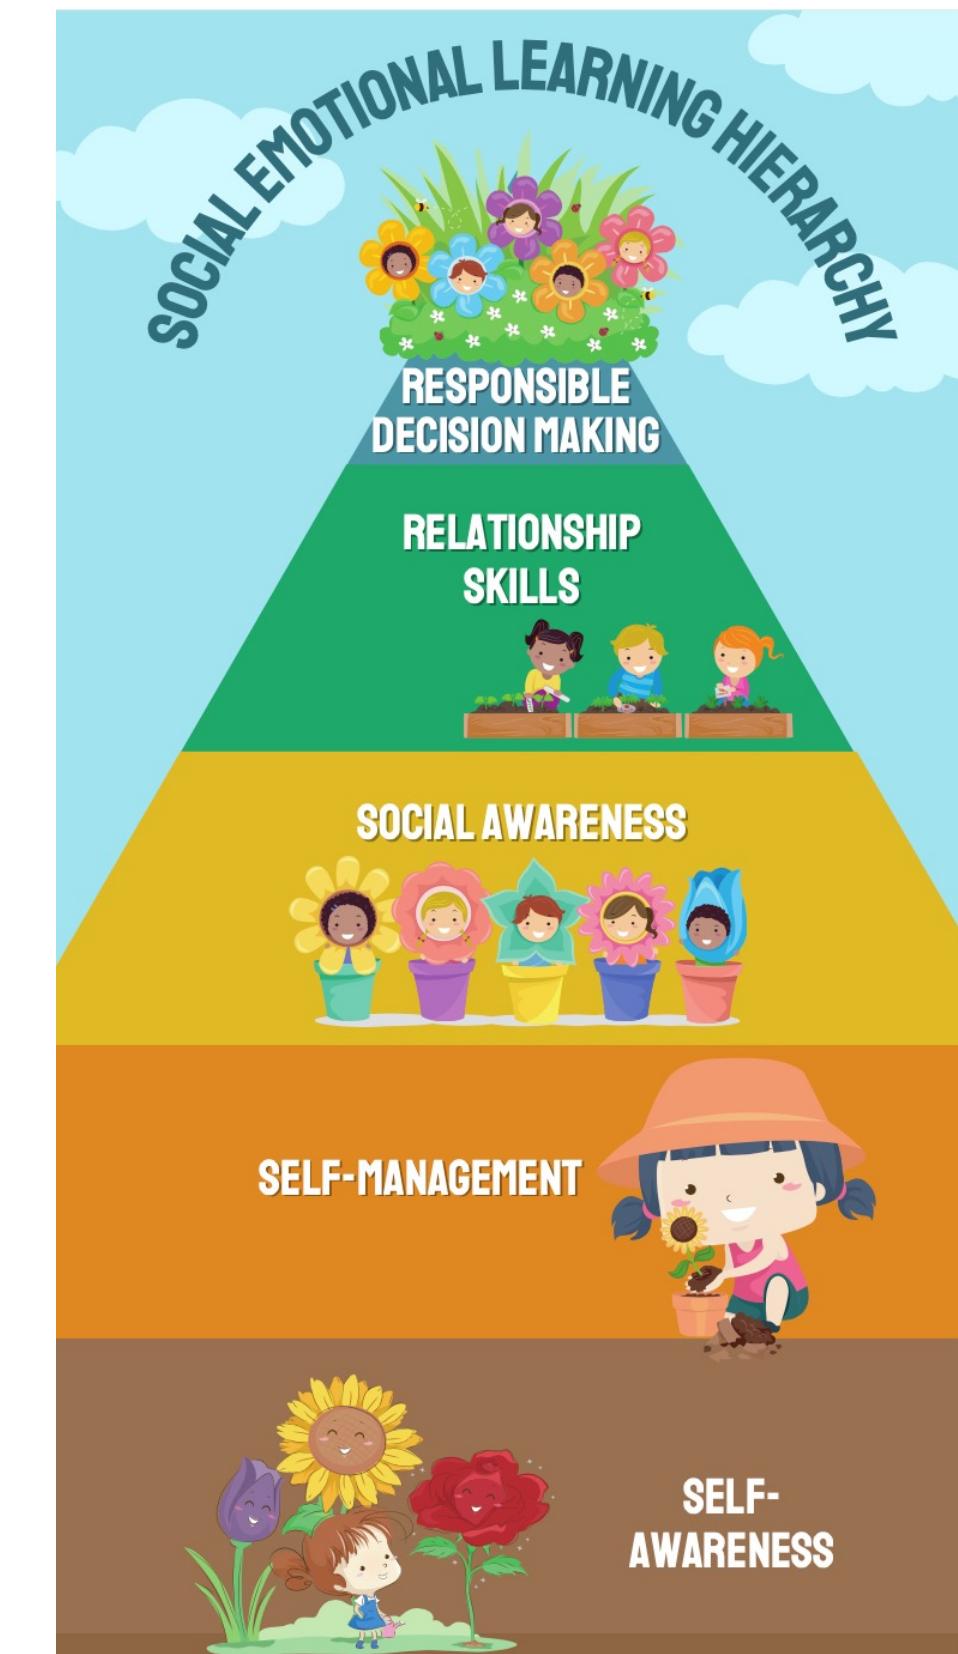 SOCIAL EMOTIONAL LEARNING HIERARCHY
RESPONSIBLE
DECISION MAKING
RELATIONSHIP
SKILLS
SOCIAL AWARENESS
SELF-MANAGEMENT
SELF-
AWARENESS